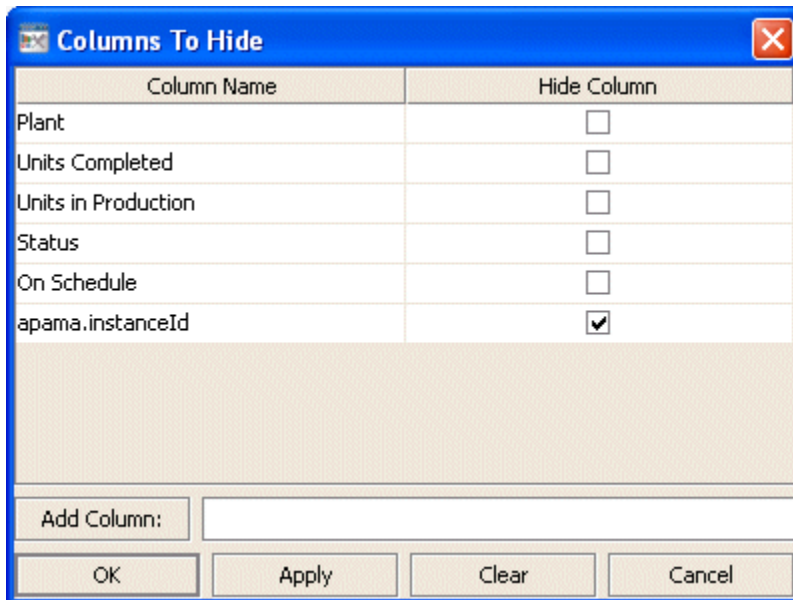 Columns To Hide
Column Name Hide Column
Plant
Units Completed
Units in Production
Status
On Schedule
apama.instanceId
Add Column:
OK Apply Clear Cancel